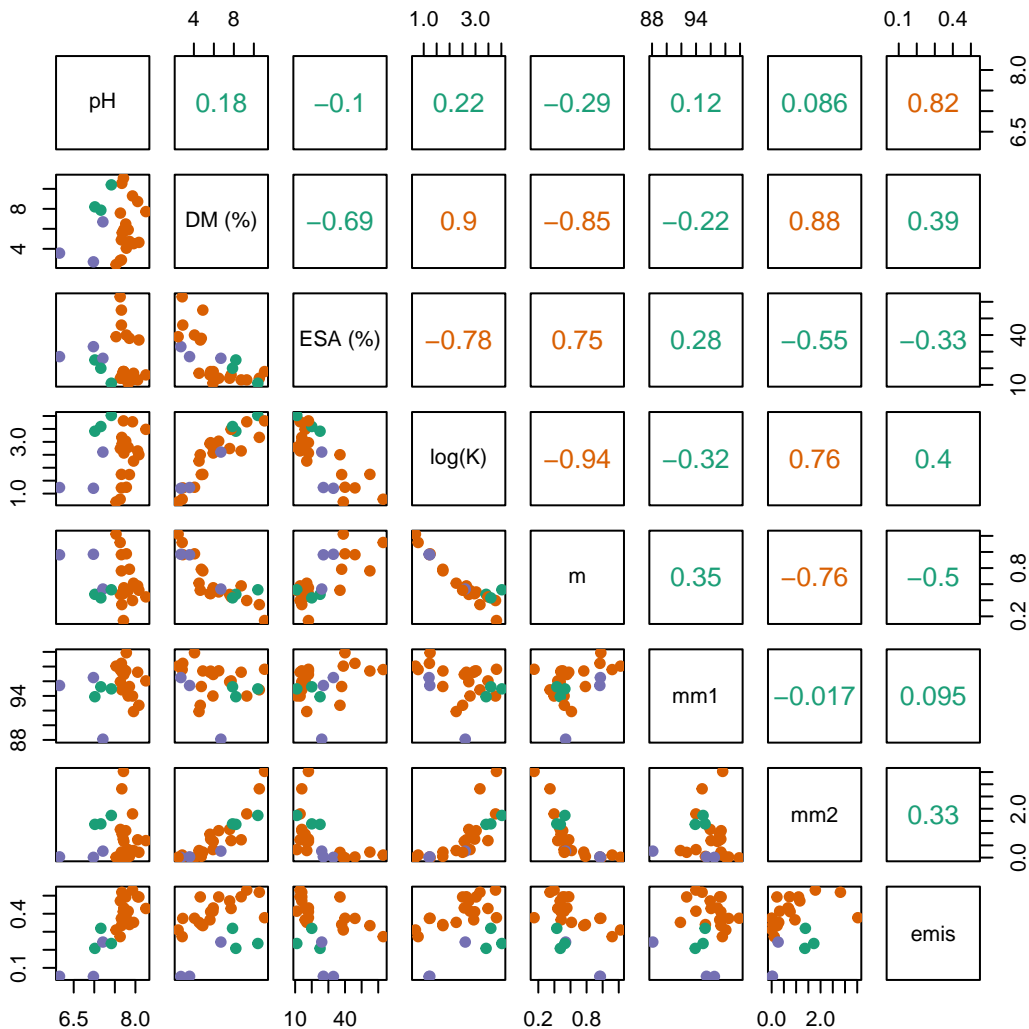 4 8 1.0 3.0 88 94 0.1 0.4
pH 0.18 −0.1 0.22 −0.29 0.12 0.086 0.82 6.5 8.0
4 8 DM (%) −0.69 0.9 −0.85 −0.22 0.88 0.39
ESA (%) −0.78 0.75 0.28 −0.55 −0.33 10 40
1.0 3.0 log(K) −0.94 −0.32 0.76 0.4
m 0.35 −0.76 −0.5 0.2 0.8
88 94 mm1 −0.017 0.095
mm2 0.33 0.0 2.0
0.1 0.4 emis
6.5 8.0 10 40 0.2 0.8 0.0 2.0